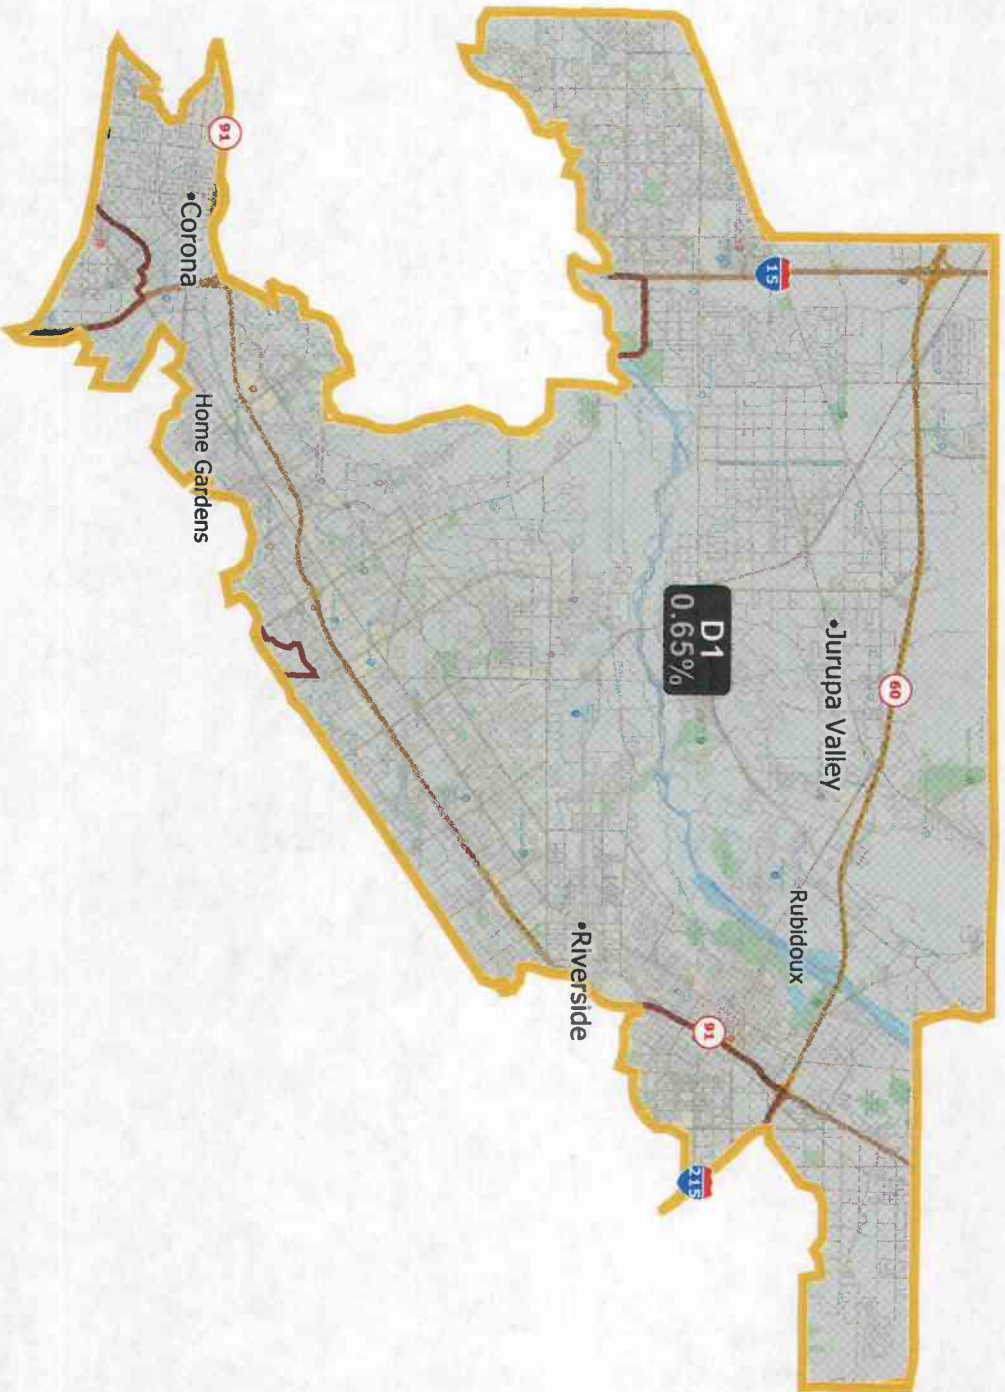 15
60
•Jurupa Valley
D1
0.65%
Rubidoux
91
•Corona
Home Gardens
•Riverside
91
215